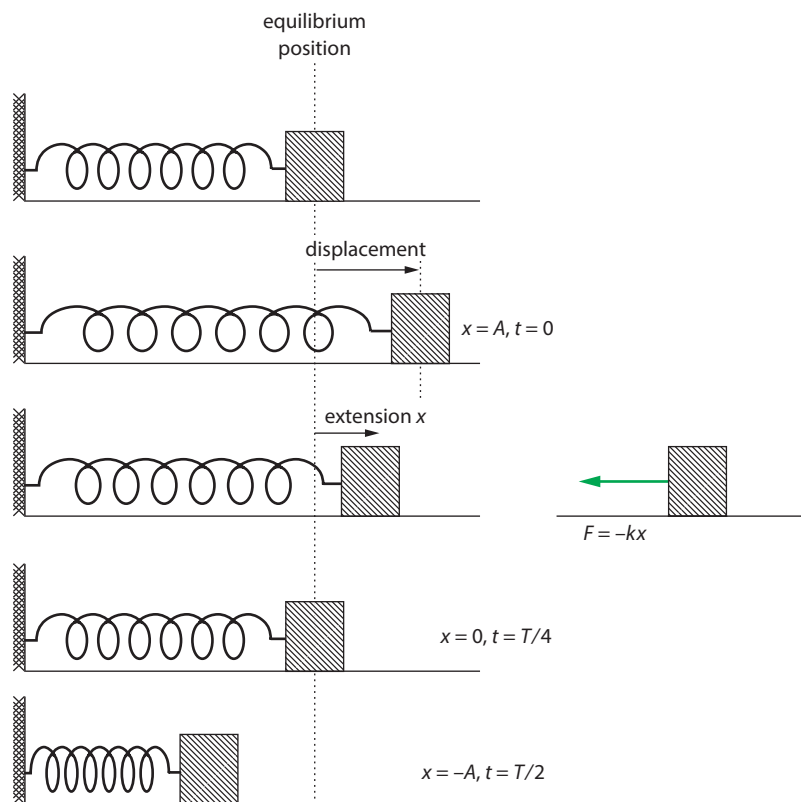 equilibrium
position
displacement
x = A, t = 0
extension x
F = –kx
x = 0, t = T/4
x = –A, t = T/2